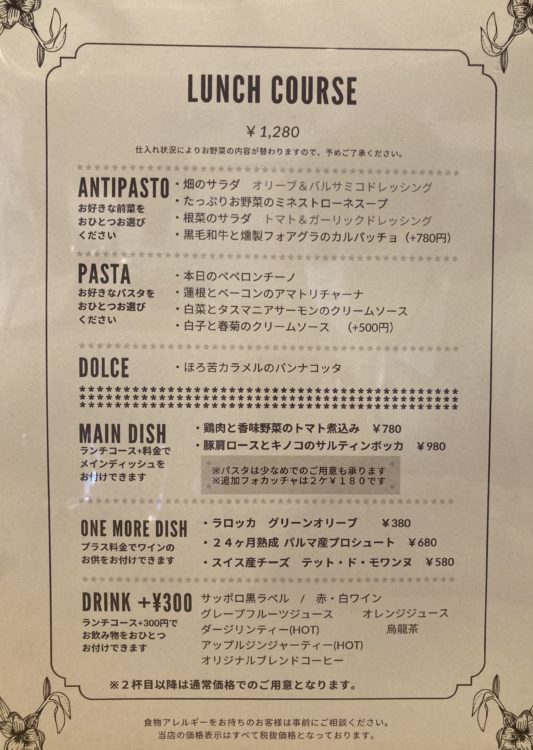 LUNCH COURSE
￥1,280
仕入れ状況によりお野菜の内容が替わりますので、予めご了承ください。
ANTIPASTO
お好きな前菜を
おひとつお選び
ください
・畑のサラダ　オリーブ＆バルサミコドレッシング
・たっぷりお野菜のミネストローネスープ
・根菜のサラダ　トマト＆ガーリックドレッシング
・黒毛和牛と燻製フォアグラのカルパッチョ（+780円）
PASTA
お好きなパスタを
おひとつお選び
ください
・本日のペペロンチーノ
・蓮根とベーコンのアマトリチャーナ
・白菜とタスマニアサーモンのクリームソース
・白子と春菊のクリームソース　（+500円）
DOLCE
・ほろ苦カラメルのパンナコッタ
MAIN DISH
ランチコース+料金で
メインディッシュを
お付けできます
・鶏肉と香味野菜のトマト煮込み　￥780
・豚肩ロースとキノコのサルティンボッカ　￥980
※パスタは少なめでのご用意も承ります
※追加フォカッチャは２ケ￥１８０です
ONE MORE DISH
プラス料金でワインの
お供をお付けできます
・ラロッカ　グリーンオリーブ　￥380
・２４ヶ月熟成 パルマ産プロシュート　￥680
・スイス産チーズ　テット・ド・モワンヌ　￥580
DRINK +¥300
ランチコース+300円で
お飲み物をおひとつ
お付けできます
サッポロ黒ラベル　/　赤・白ワイン
グレープフルーツジュース　オレンジジュース
ダージリンティー(HOT)　烏龍茶
アップルジンジャーティー(HOT)
オリジナルブレンドコーヒー
※２杯目以降は通常価格でのご用意となります。
食物アレルギーをお持ちのお客様は事前にご相談ください。
当店の価格表示はすべて税抜価格となっております。